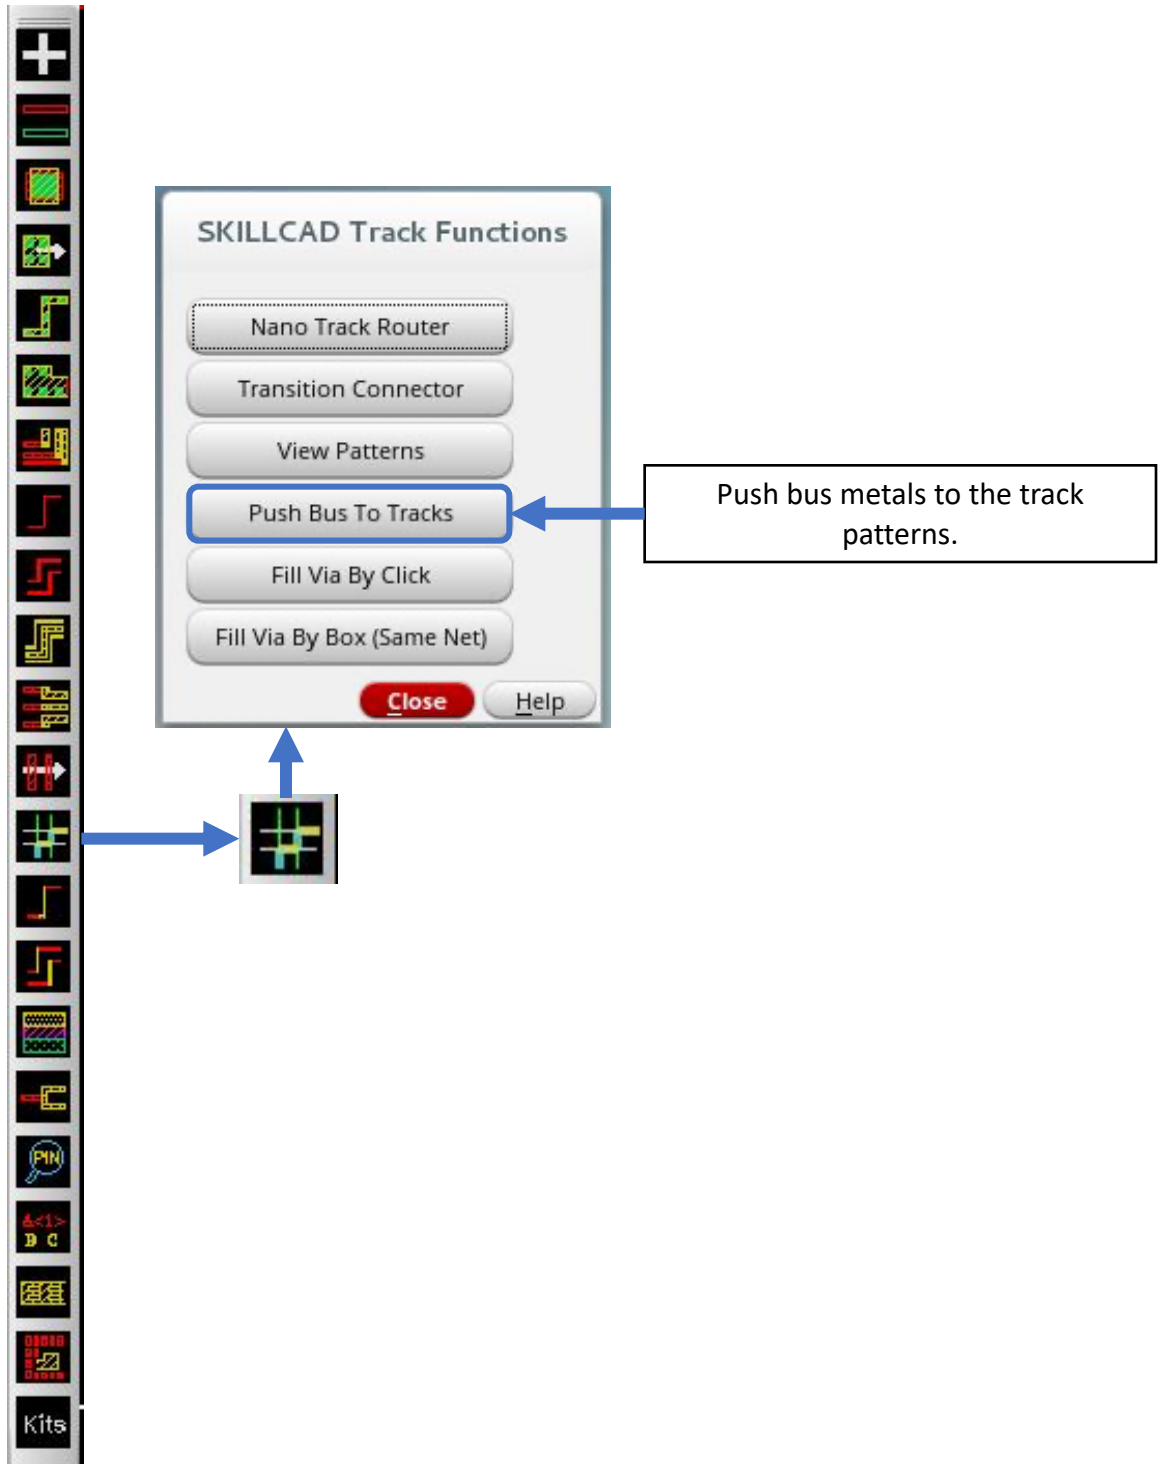 SKILLCAD Track Functions
Nano Track Router
Transition Connector
View Patterns
Push Bus To Tracks
Fill Via By Click
Fill Via By Box (Same Net)
Close
Help
Push bus metals to the track
patterns.
PIN
A<1>
B C
Kits